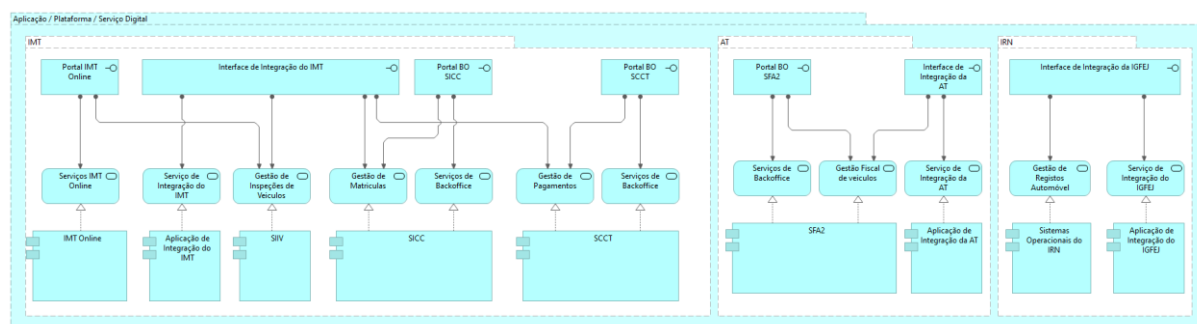 Aplicação / Plataforma / Serviço Digital
IMT
AT
IRN
Portal IMT
Online
Interface de Integração do IMT
Portal BO
SICC
Portal BO
SCCT
Portal BO
SFA2
Interface de
Integração da
AT
Interface de Integração da IGFEJ
Serviços IMT
Online
Serviço de
Integração do
IMT
Gestão de
Inspeções de
Veiculos
Gestão de
Matriculas
Serviços de
Backoffice
Gestão de
Pagamentos
Serviços de
Backoffice
Serviços de
Backoffice
Gestão Fiscal
de veiculos
Serviço de
Integração da
AT
Gestão de
Registos
Automóvel
Serviço de
Integração do
IGFEJ
IMT Online
Aplicação de
Integração do
IMT
SIIV
SICC
SCCT
SFA2
Aplicação de
Integração da AT
Sistemas
Operacionais do
IRN
Aplicação de
Integração do
IGFEJ